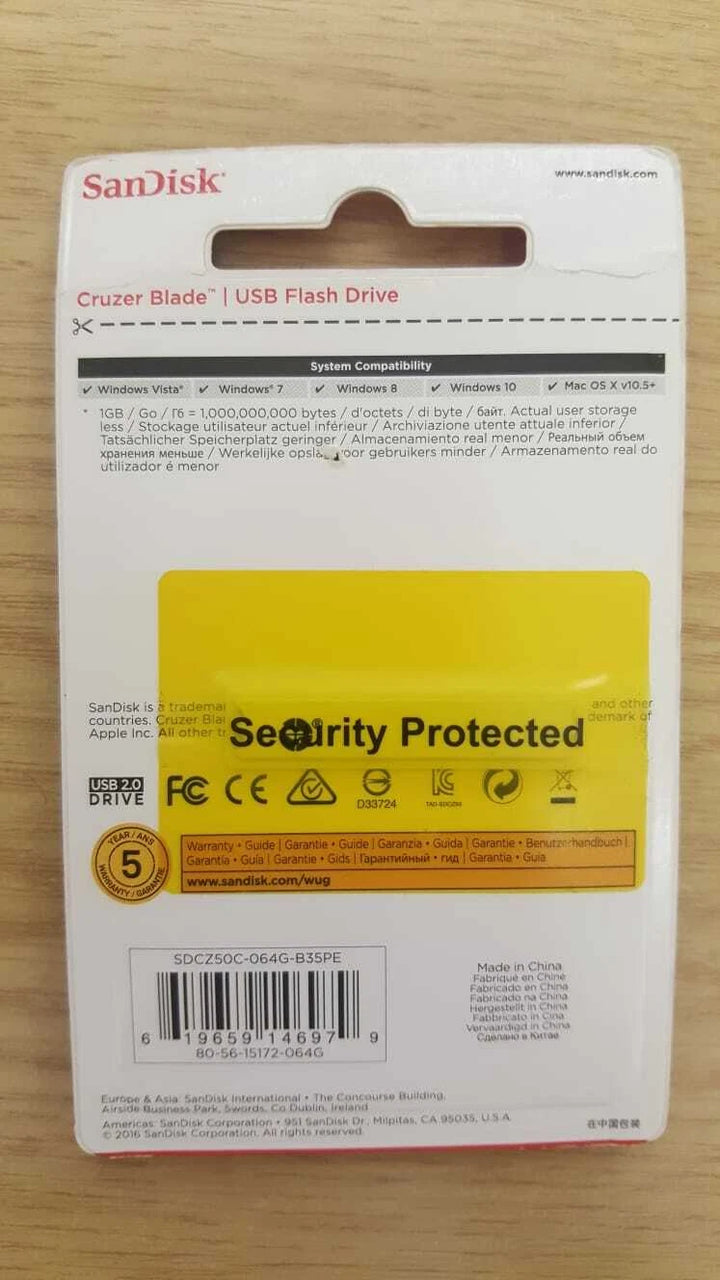 SanDisk®
www.sandisk.com
Cruzer Blade™ | USB Flash Drive
System Compatibility
✓ Windows Vista® ✓ Windows® 7 ✓ Windows 8 ✓ Windows 10 ✓ Mac OS X v10.5+
* 1GB / Go / Гб = 1,000,000,000 bytes / d'octets / di byte / байт. Actual user storage
less / Stockage utilisateur actuel inférieur / Archiviazione utente attuale inferior /
Tatsächlicher Speicherplatz geringer / Almacenamiento real menor / Реальный объем
хранения меньше / Werkelijke gebruikers minder / Armazenamento real do
utilizador é menor
SanDisk is a and other
countries. Cruzer of
Apple Inc. All other
Security Protected
USB 2.0
DRIVE
FC CE
D33724
YEAR / ANS
5
WARRANTY / GARANTIE
Warranty • Guide | Garantie • Guide | Garanzia • Guida | Garantie • Benutzerhandbuch |
Garantía • Guía | Garantie • Gids | Гарантийный • гид | Garantia • Guia
www.sandisk.com/wug
SDCZ50C-064G-B35PE
6 19659 14697 9
80-56-15172-064G
Made in China
Fabriqué en Chine
Fabricado en China
Fabricado na China
Hergestellt in China
Fabbricato in Cina
Vervaardigd in China
Сделано в Китае
Europe & Asia: SanDisk International • The Concourse Building,
Airside Business Park, Swords, Co Dublin, Ireland
Americas: SanDisk Corporation • 951 SanDisk Dr., Milpitas, CA 95035, U.S.A.
© 2016 SanDisk Corporation. All rights reserved.
在中国包装